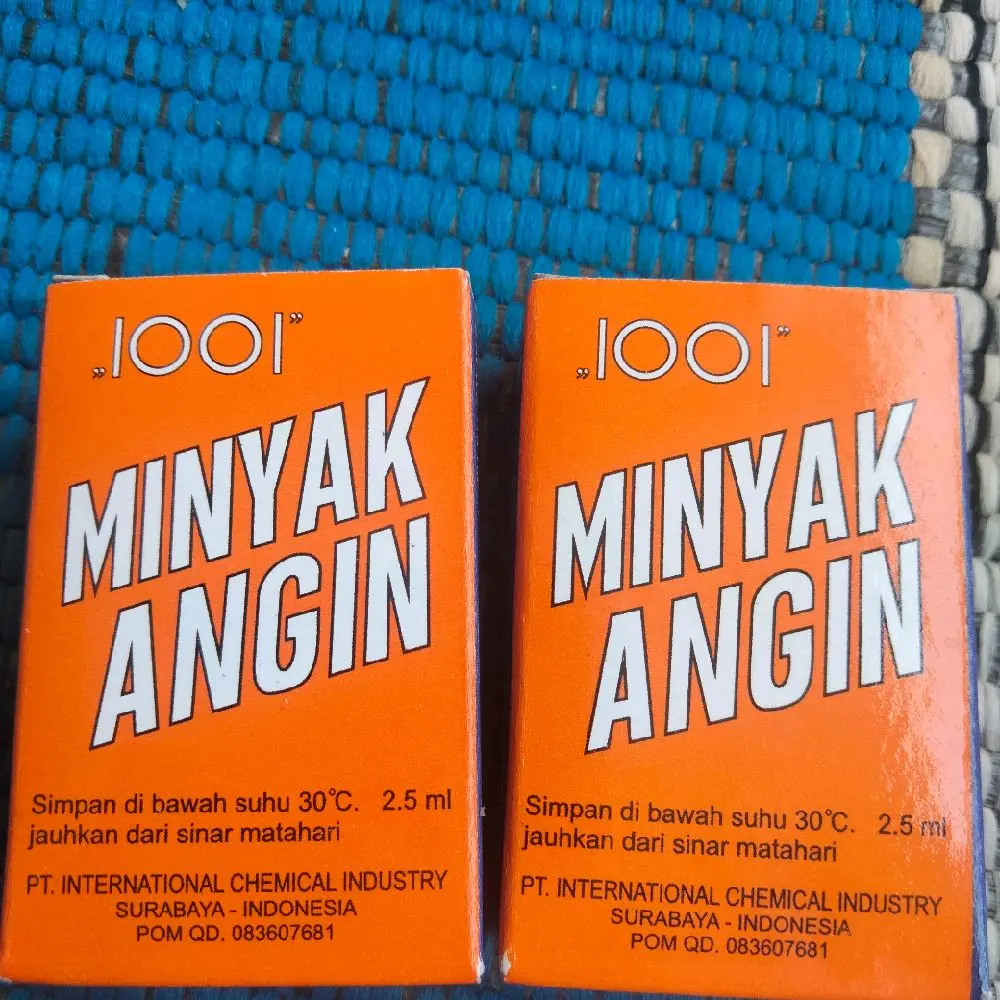 „1001”
MINYAK
ANGIN
Simpan di bawah suhu 30°C. 2.5 ml
jauhkan dari sinar matahari
PT. INTERNATIONAL CHEMICAL INDUSTRY
SURABAYA - INDONESIA
POM QD. 083607681
„1001”
MINYAK
ANGIN
Simpan di bawah suhu 30°C. 2.5 ml
jauhkan dari sinar matahari
PT. INTERNATIONAL CHEMICAL INDUSTRY
SURABAYA - INDONESIA
POM QD. 083607681